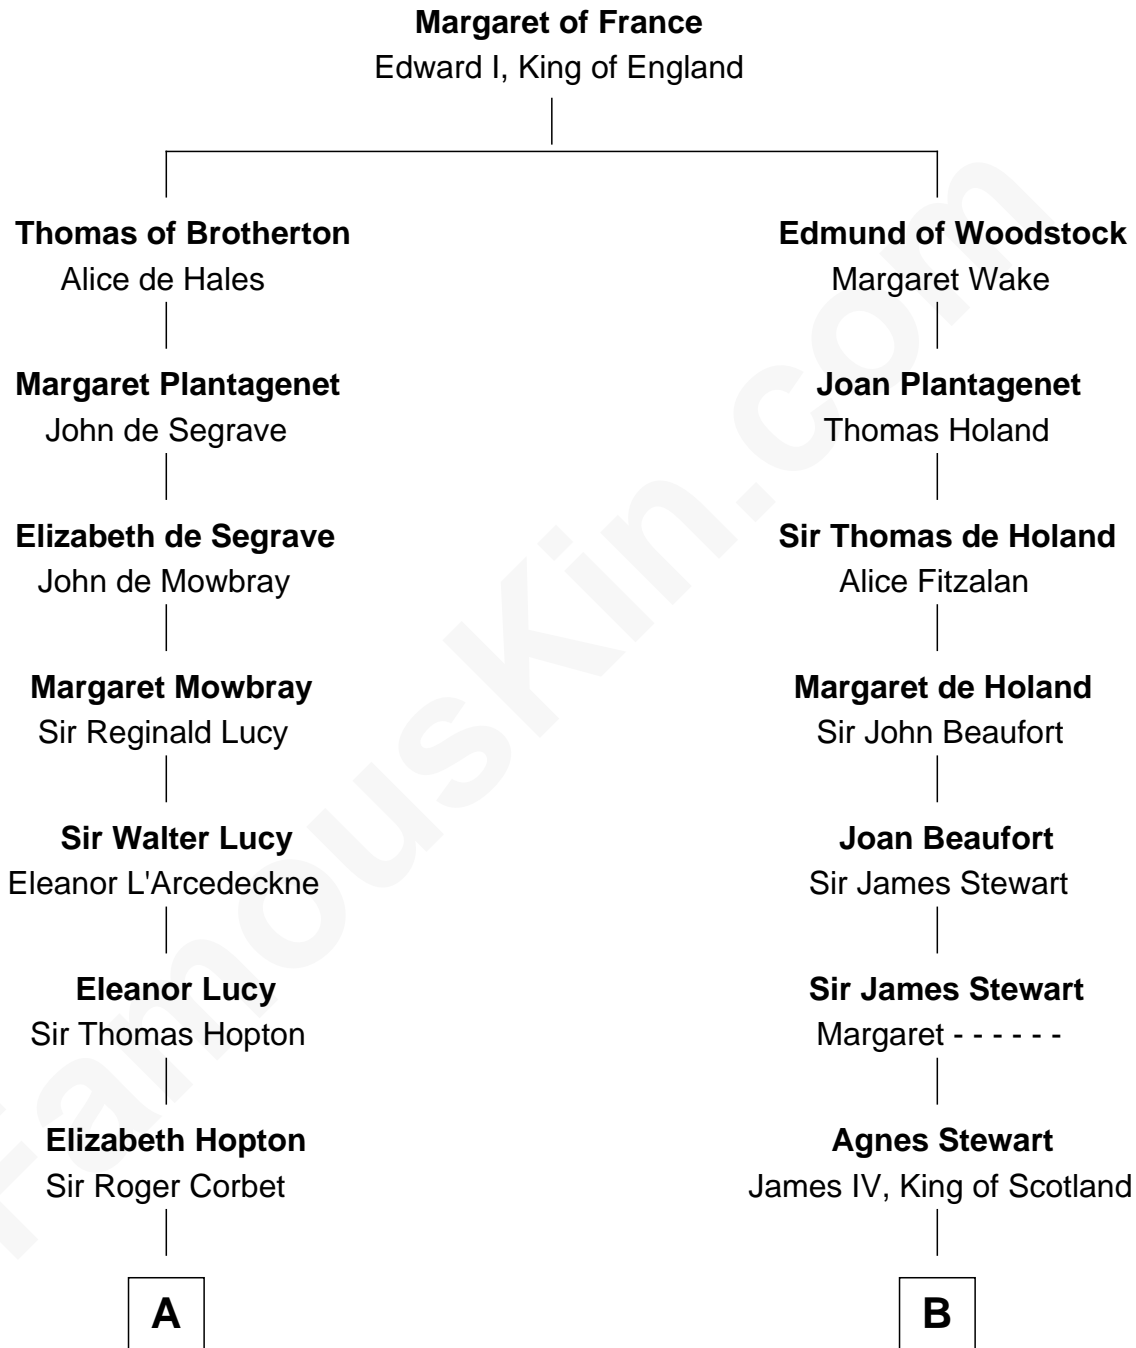 Margaret of France
Edward I, King of England
Thomas of Brotherton
Alice de Hales
Edmund of Woodstock
Margaret Wake
Margaret Plantagenet
John de Segrave
Joan Plantagenet
Thomas Holand
Elizabeth de Segrave
John de Mowbray
Sir Thomas de Holand
Alice Fitzalan
Margaret Mowbray
Sir Reginald Lucy
Margaret de Holand
Sir John Beaufort
Sir Walter Lucy
Eleanor L'Arcedeckne
Joan Beaufort
Sir James Stewart
Eleanor Lucy
Sir Thomas Hopton
Sir James Stewart
Margaret - - - - - -
Elizabeth Hopton
Sir Roger Corbet
Agnes Stewart
James IV, King of Scotland
A
B
FamousKin.com